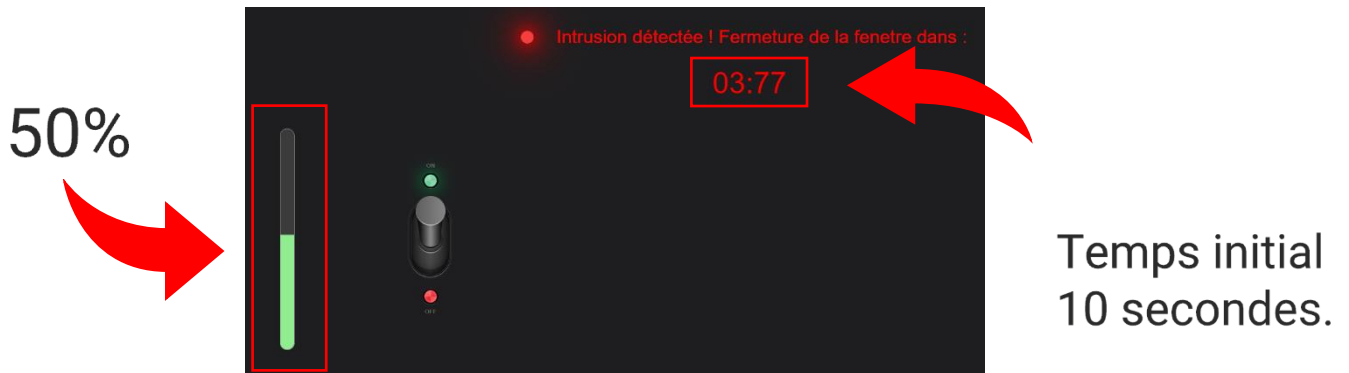 Intrusion détectée ! Fermeture de la fenetre dans :
03:77
50%
ON
OFF
Temps initial
10 secondes.